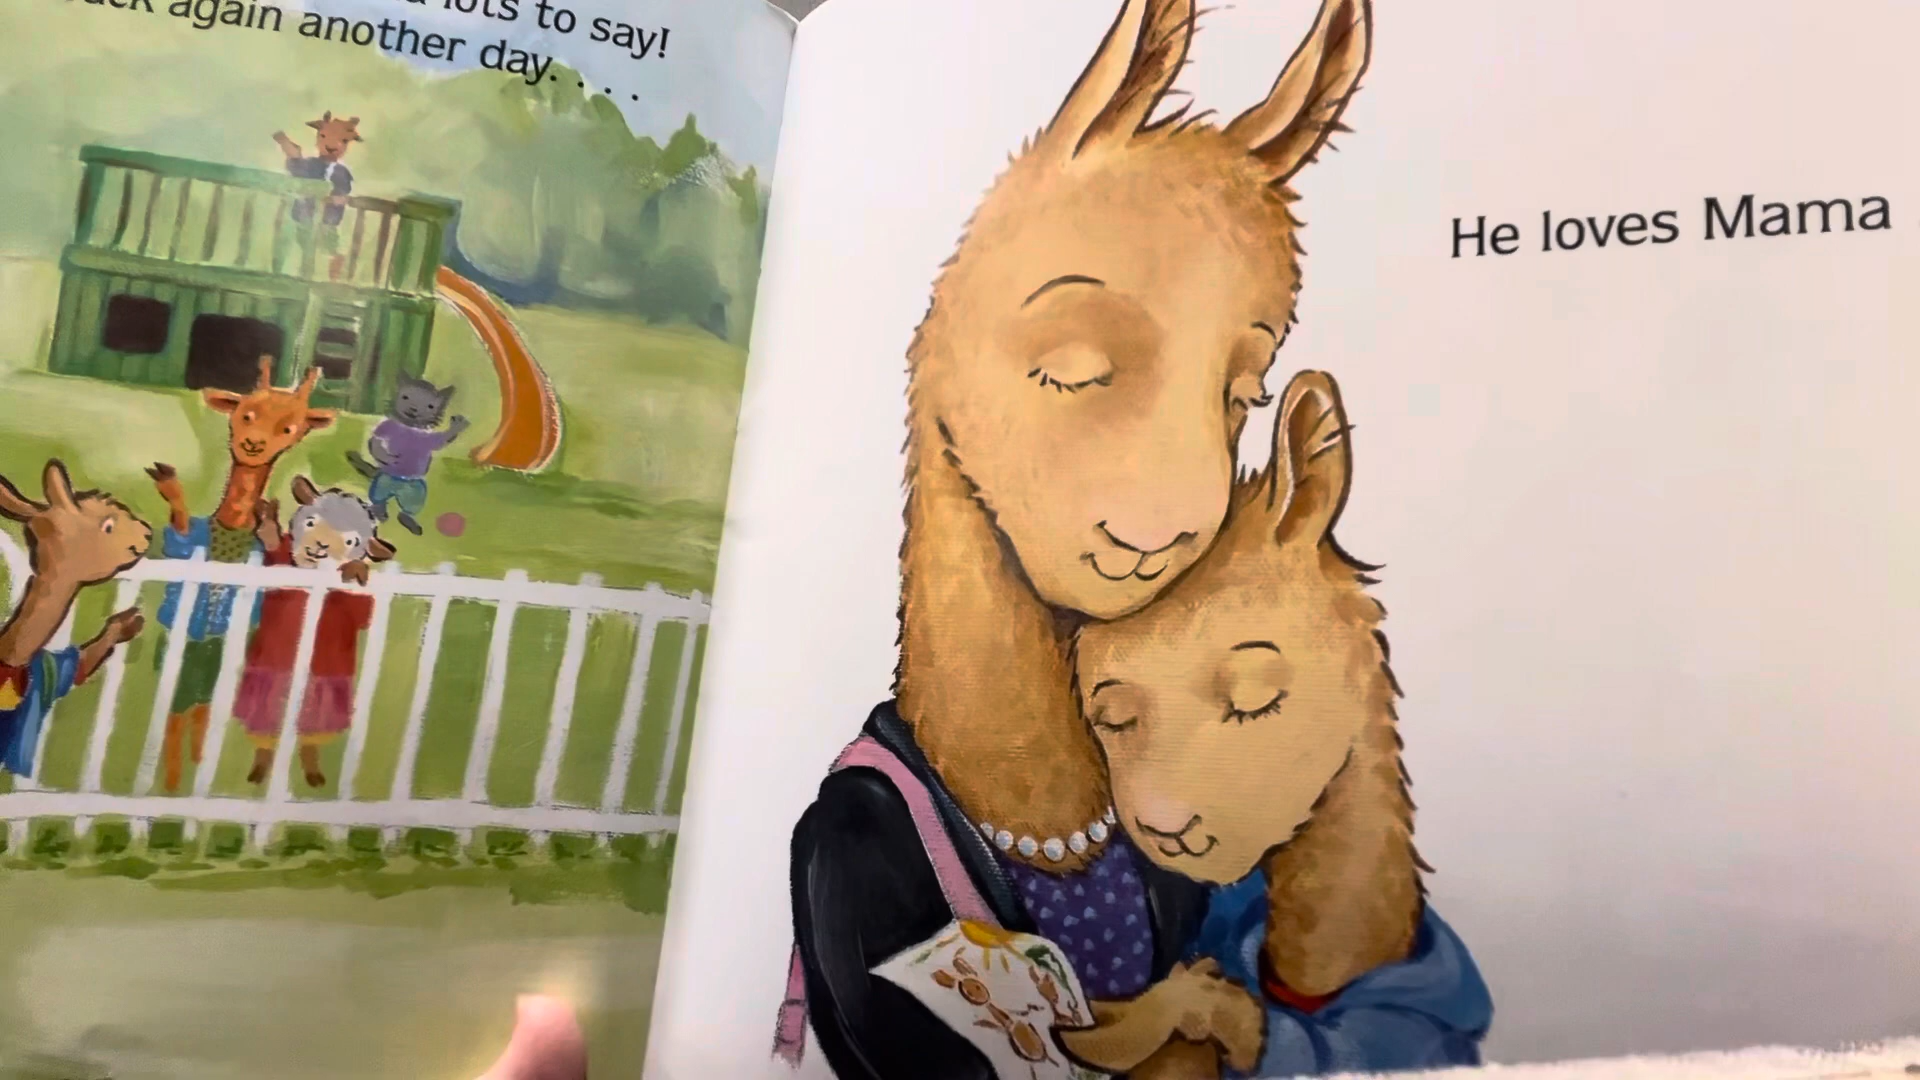 lots to say!
again another day. . . .
He loves Mama